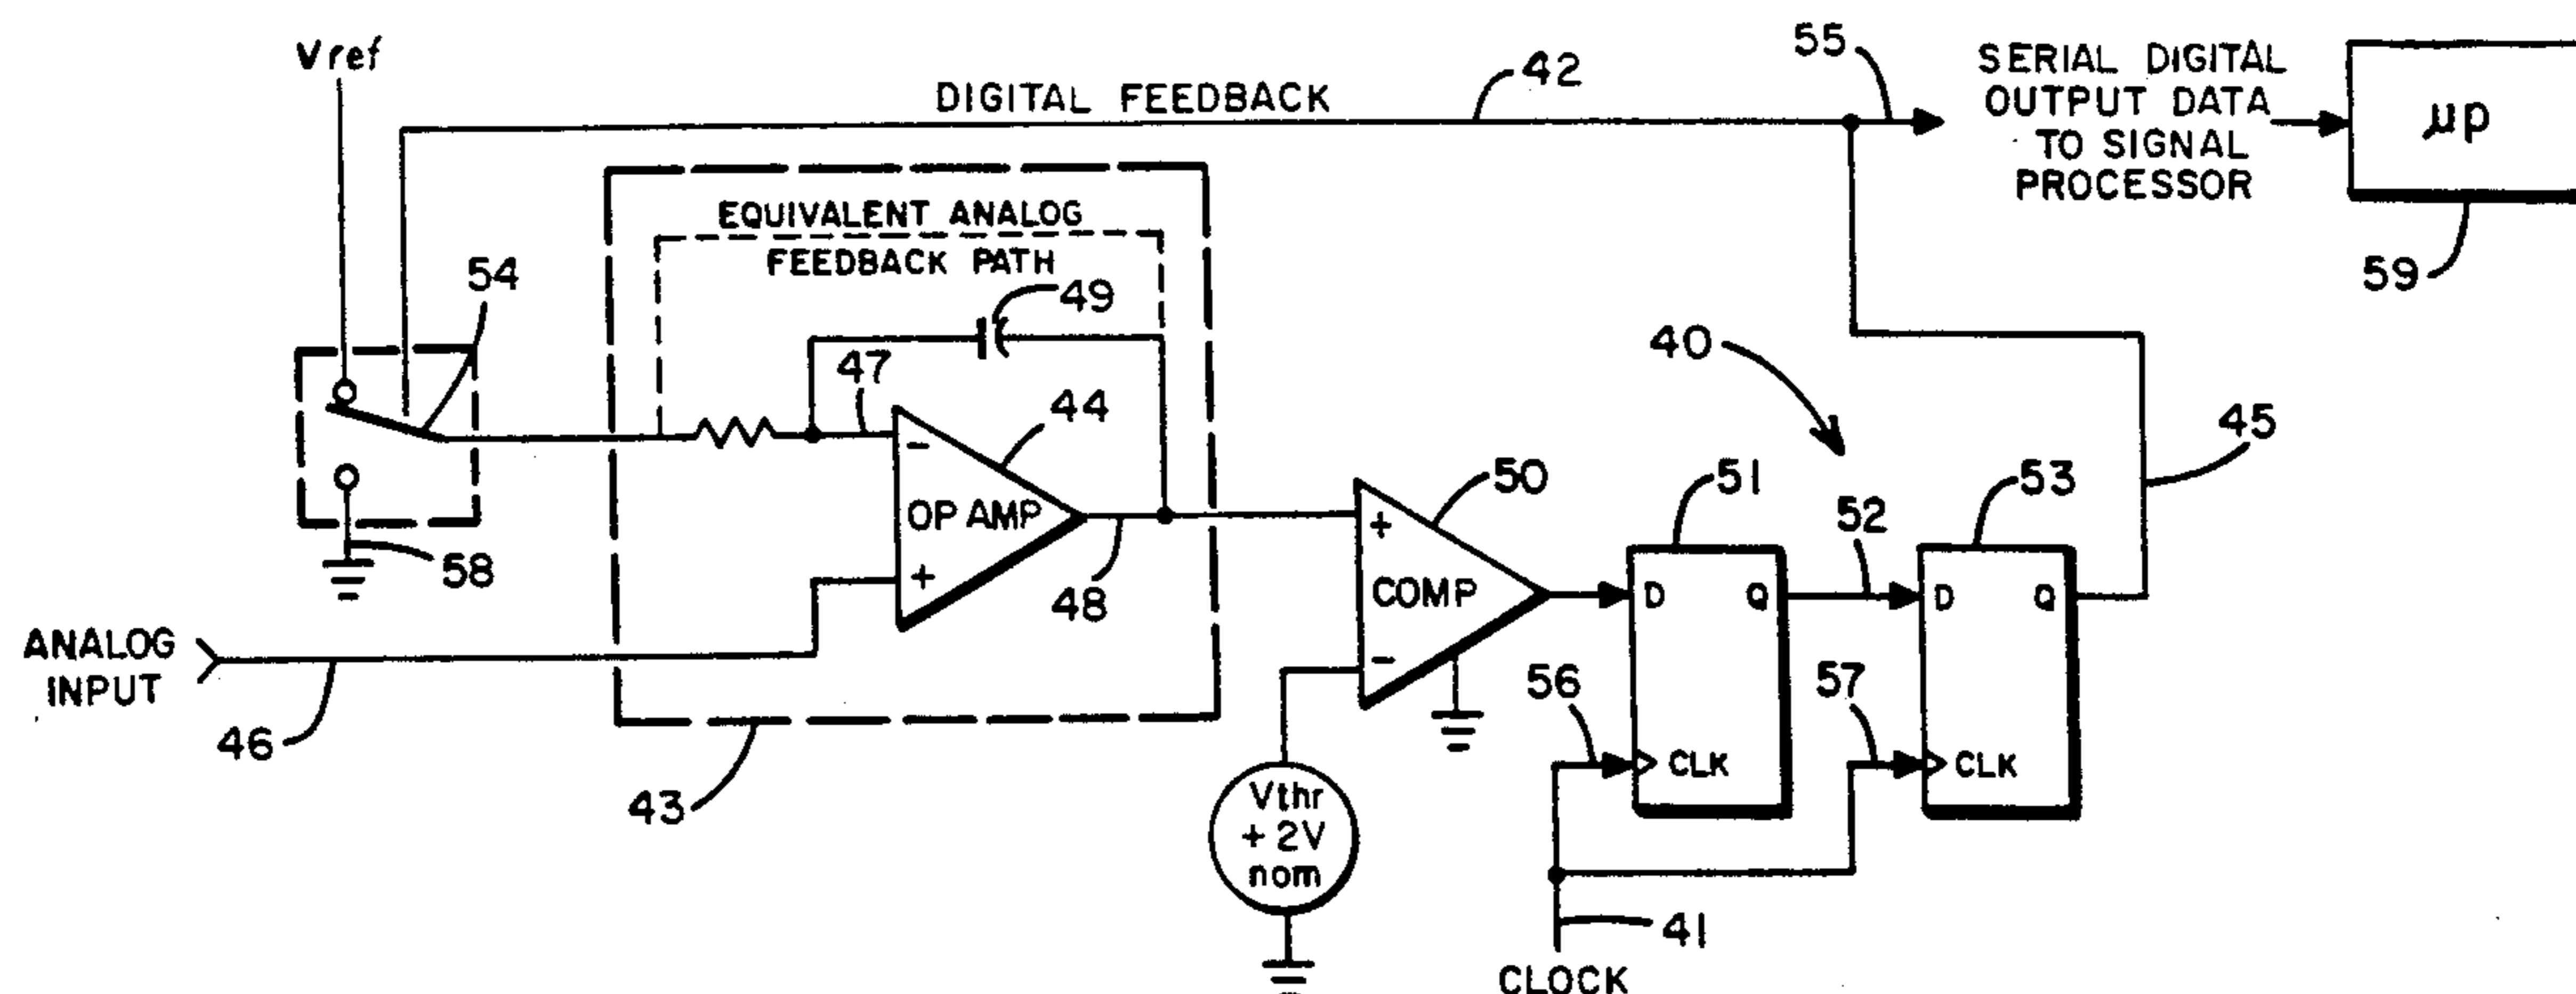 Vref
DIGITAL FEEDBACK
42
55
SERIAL DIGITAL
OUTPUT DATA
TO SIGNAL
PROCESSOR
μp
59
EQUIVALENT ANALOG
FEEDBACK PATH
54
49
47
44
40
45
-
OP AMP
+
48
50
51
52
53
58
+
COMP
-
D
Q
D
Q
ANALOG
INPUT
46
43
56
CLK
57
CLK
Vthr
+ 2V
nom
41
CLOCK